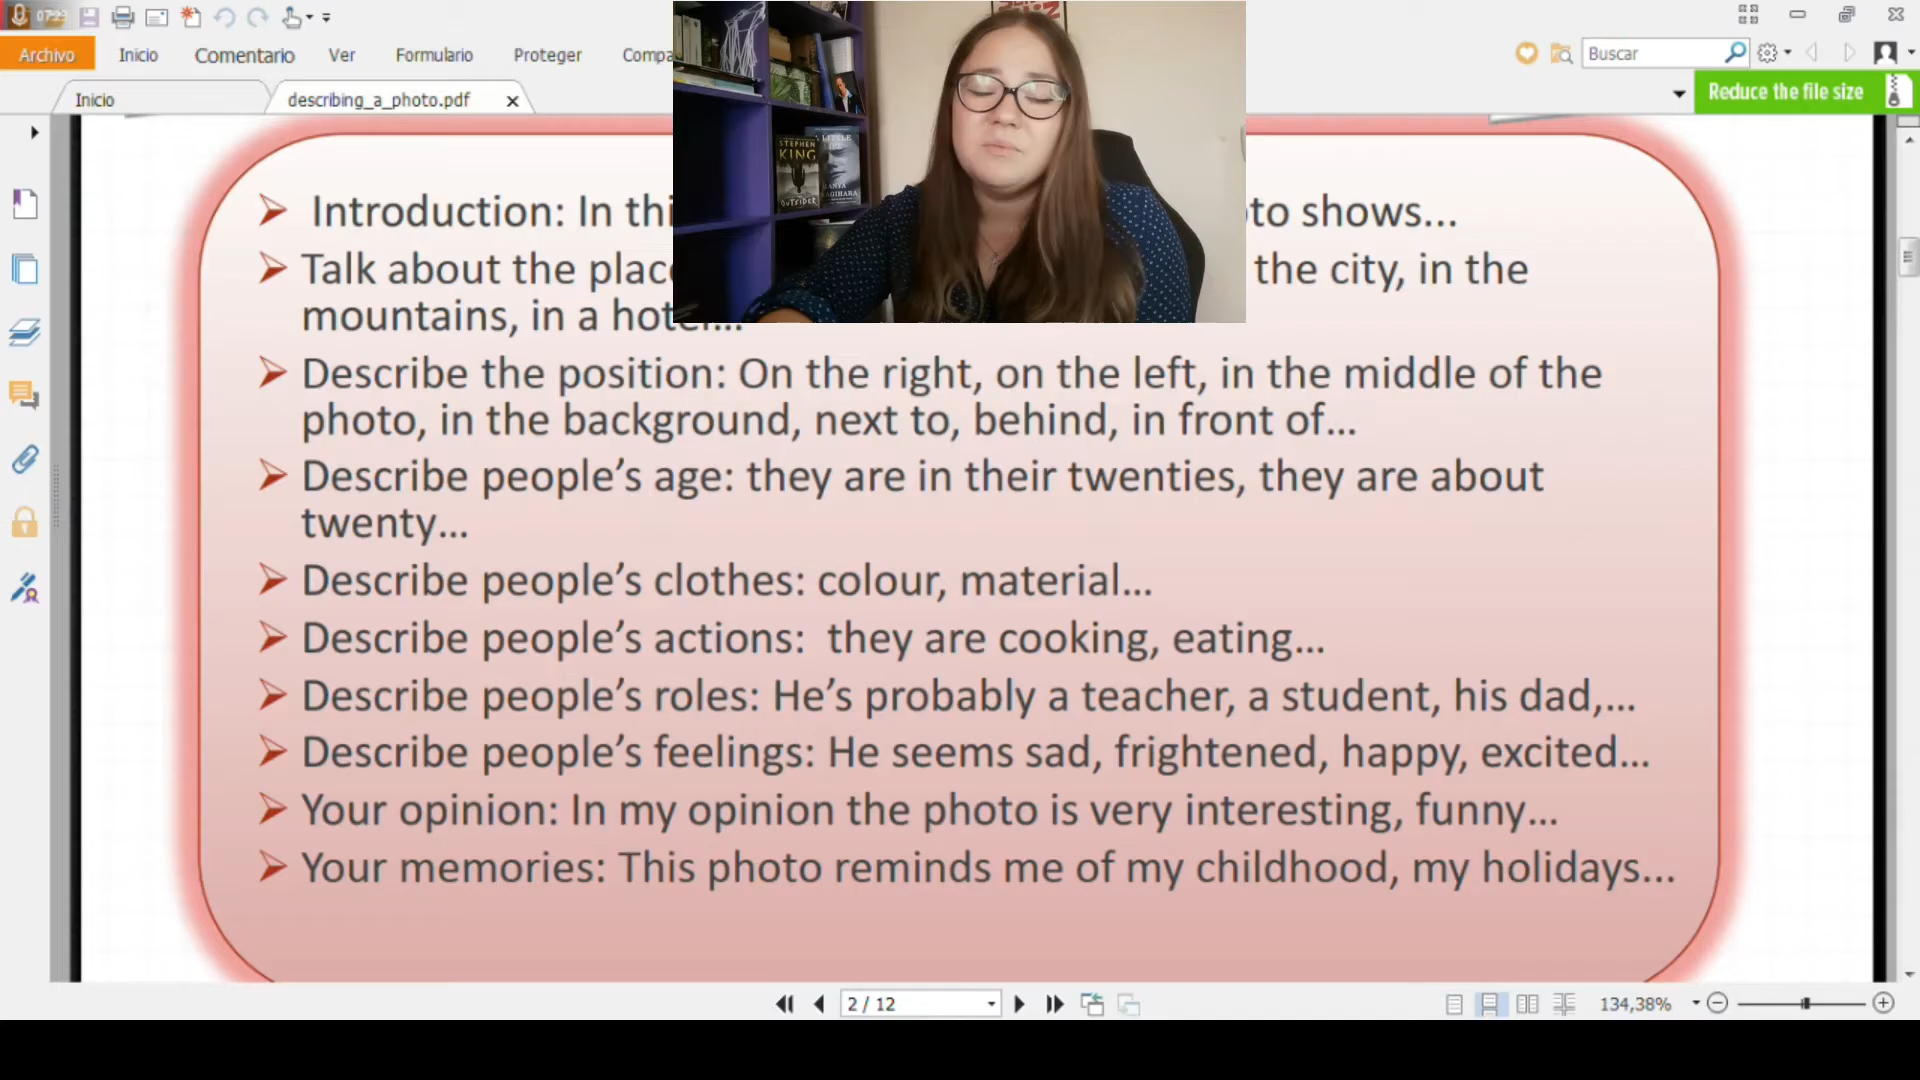 07:23
Archivo Inicio Comentario Ver Formulario Proteger Compa
Buscar
Inicio describing_a_photo.pdf
Reduce the file size
STEPHEN
KING
OUTSIDER
LITTLE
Introduction: In thi to shows...
Talk about the plac the city, in the
mountains, in a hotel...
Describe the position: On the right, on the left, in the middle of the
photo, in the background, next to, behind, in front of...
Describe people’s age: they are in their twenties, they are about
twenty...
Describe people’s clothes: colour, material...
Describe people’s actions: they are cooking, eating...
Describe people’s roles: He’s probably a teacher, a student, his dad,...
Describe people’s feelings: He seems sad, frightened, happy, excited...
Your opinion: In my opinion the photo is very interesting, funny...
Your memories: This photo reminds me of my childhood, my holidays...
2 / 12
134,38%